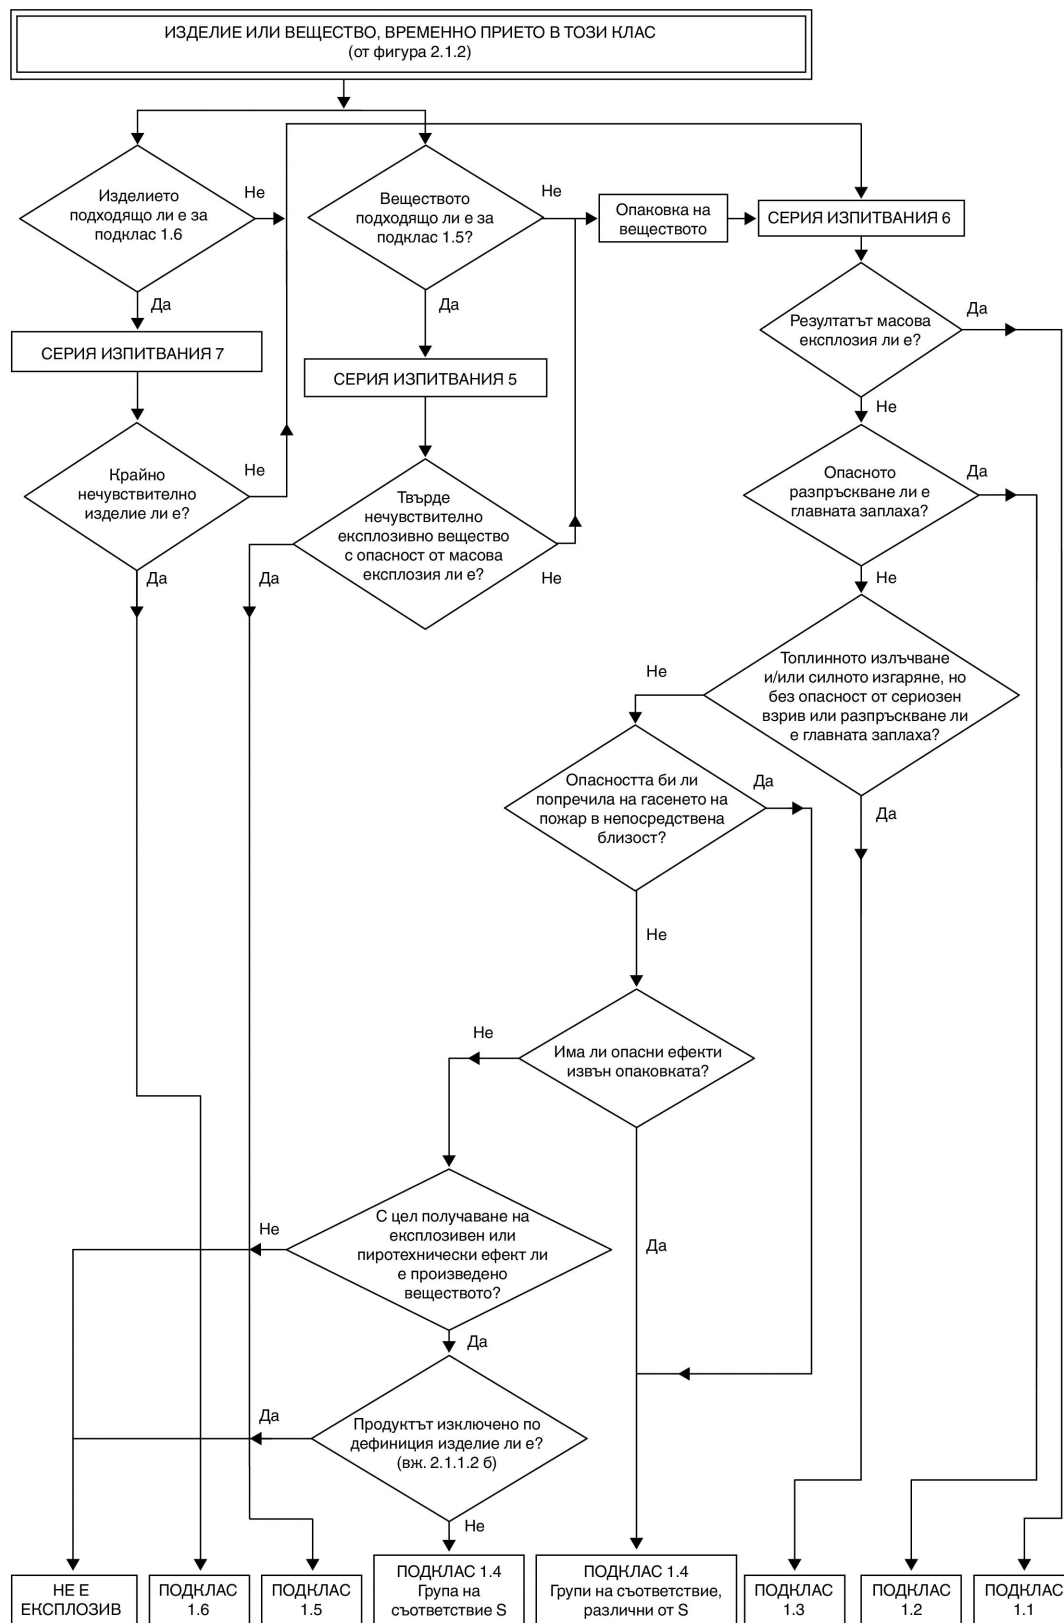 ИЗДЕЛИЕ ИЛИ ВЕЩЕСТВО, ВРЕМЕННО ПРИЕТО В ТОЗИ КЛАС
(от фигура 2.1.2)
Изделието
подходящо ли е за
подклас 1.6
Не
Да
Веществото
подходящо ли е за
подклас 1.5?
Не
Да
Опаковка на
веществото
СЕРИЯ ИЗПИТВАНИЯ 6
СЕРИЯ ИЗПИТВАНИЯ 7
СЕРИЯ ИЗПИТВАНИЯ 5
Резултатът масова
експлозия ли е?
Да
Не
Крайно
нечувствително
изделие ли е?
Не
Да
Твърде
нечувствително
експлозивно вещество
с опасност от масова
експлозия ли е?
Да
Не
Опасното
разпръскване ли е
главната заплаха?
Да
Не
Топлинното излъчване
и/или силното изгаряне, но
без опасност от сериозен
взрив или разпръскване ли
е главната заплаха?
Не
Да
Опасността би ли
попречила на гасенето на
пожар в непосредствена
близост?
Да
Не
Има ли опасни ефекти
извън опаковката?
Не
Да
С цел получаване на
експлозивен или
пиротехнически ефект ли
е произведено
веществото?
Не
Да
Продуктът изключено по
дефиниция изделие ли е?
(вж. 2.1.1.2 б)
Да
Не
НЕ Е
ЕКСПЛОЗИВ
ПОДКЛАС
1.6
ПОДКЛАС
1.5
ПОДКЛАС 1.4
Група на
съответствие S
ПОДКЛАС 1.4
Групи на съответствие,
различни от S
ПОДКЛАС
1.3
ПОДКЛАС
1.2
ПОДКЛАС
1.1